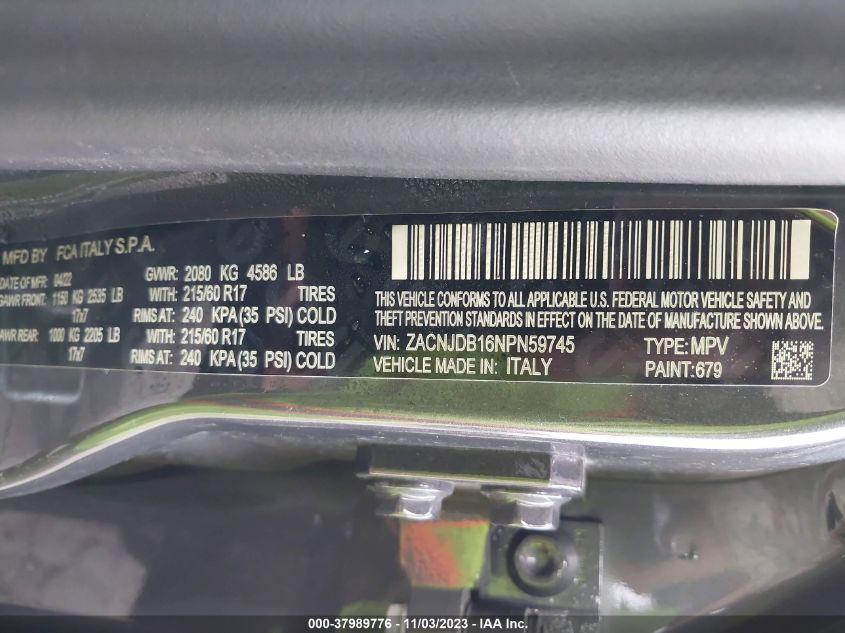 MFD BY FCA ITALY S.P.A.
DATE OF MFR: 04/22 GVWR: 2080 KG 4586 LB
GAWR FRONT: 1150 KG 2535 LB WITH: 215/60 R17 TIRES
17x7 RIMS AT: 240 KPA (35 PSI) COLD
AWR REAR: 1000 KG 2205 LB WITH: 215/60 R17 TIRES
17x7 RIMS AT: 240 KPA (35 PSI) COLD
THIS VEHICLE CONFORMS TO ALL APPLICABLE U.S. FEDERAL MOTOR VEHICLE SAFETY AND
THEFT PREVENTION STANDARDS IN EFFECT ON THE DATE OF MANUFACTURE SHOWN ABOVE.
VIN: ZACNJDB16NPN59745 TYPE: MPV
VEHICLE MADE IN: ITALY PAINT:679
000-37989776 - 11/03/2023 - IAA Inc.